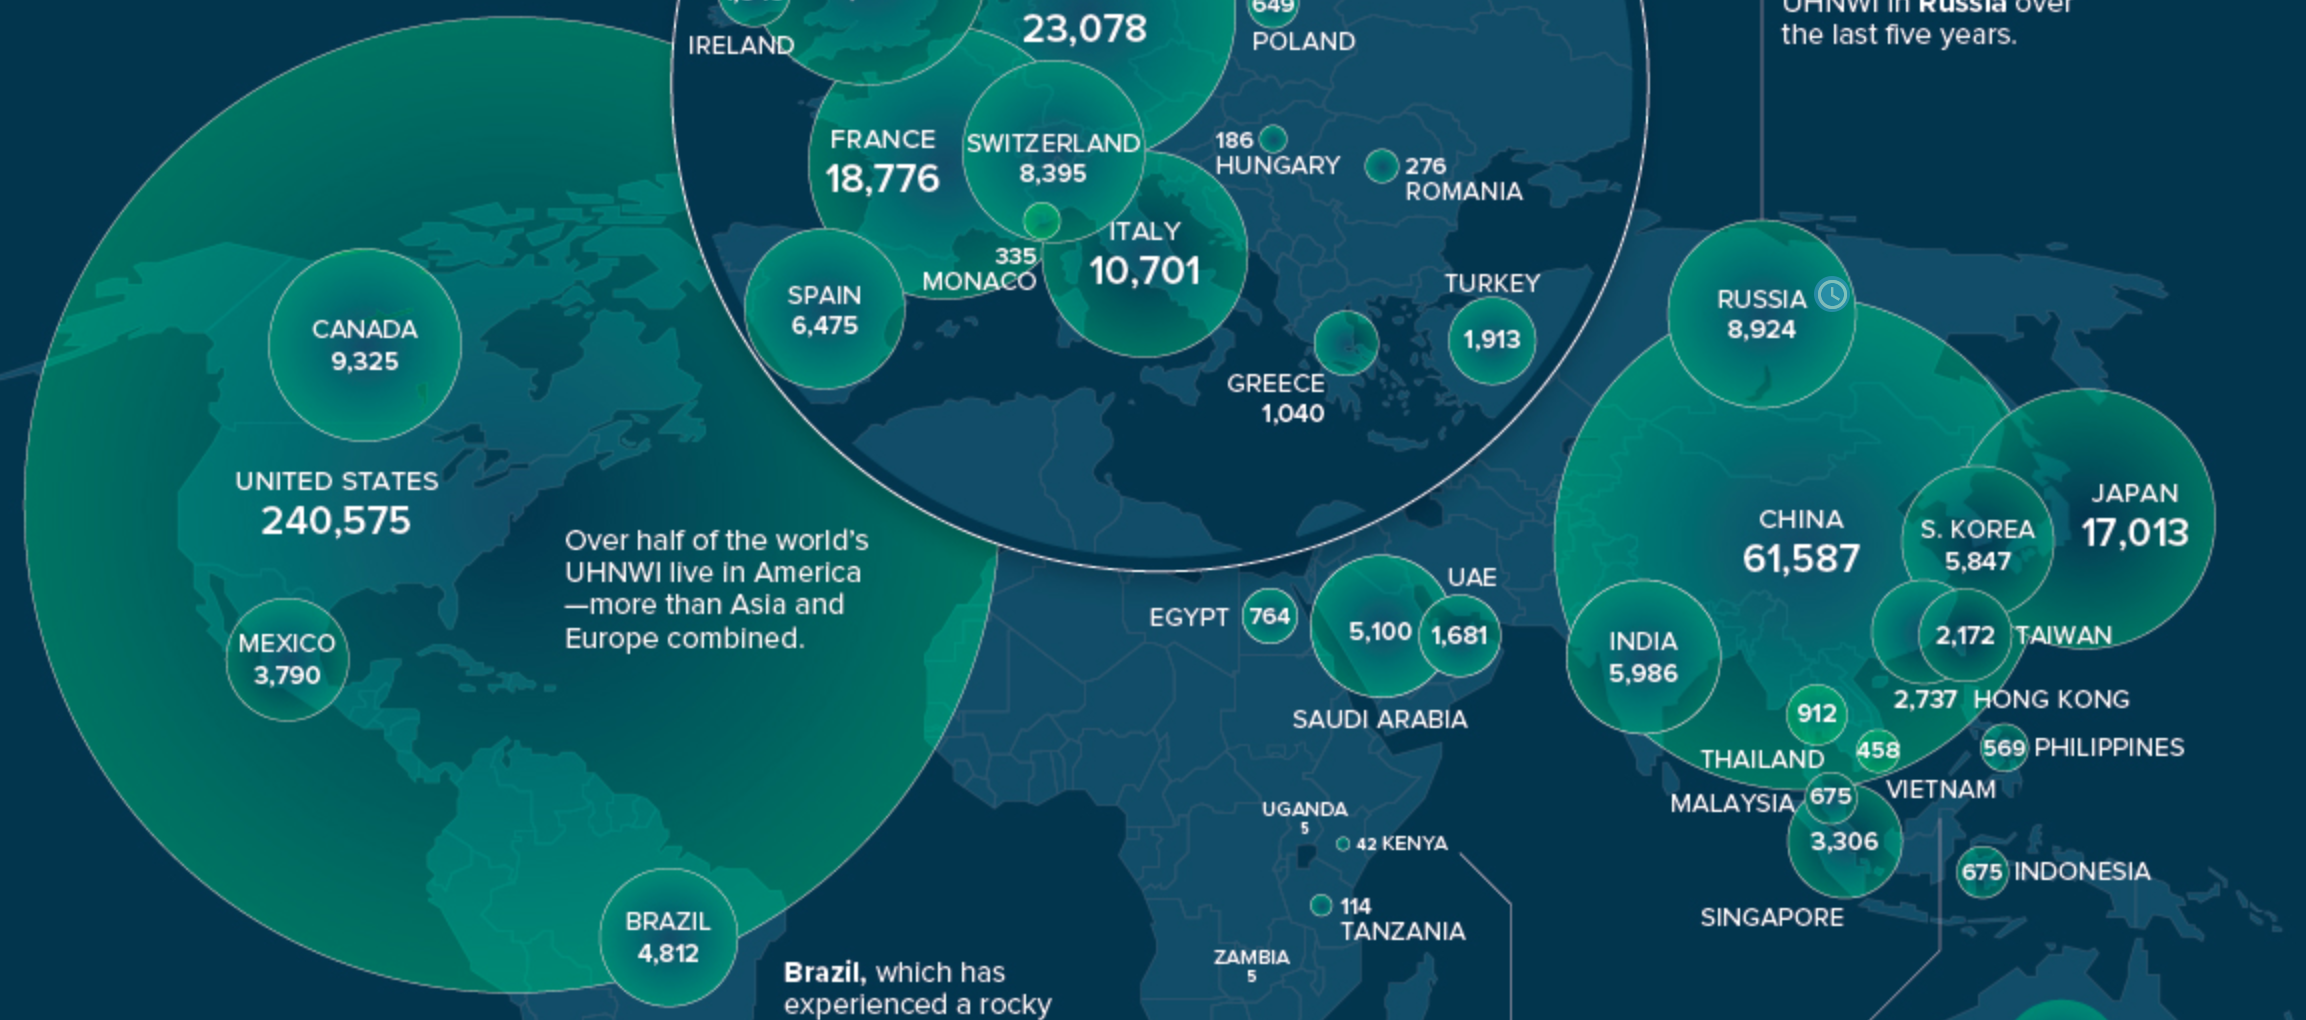 23,078
649
POLAND
IRELAND
UHNWI in Russia over
the last five years.
FRANCE
18,776
SWITZERLAND
8,395
186
HUNGARY
276
ROMANIA
335
MONACO
ITALY
10,701
SPAIN
6,475
TURKEY
1,913
GREECE
1,040
RUSSIA
8,924
CANADA
9,325
UNITED STATES
240,575
Over half of the world’s
UHNWI live in America
—more than Asia and
Europe combined.
MEXICO
3,790
BRAZIL
4,812
Brazil, which has
experienced a rocky
EGYPT 764
5,100
SAUDI ARABIA
UAE
1,681
UGANDA
5
42 KENYA
114
TANZANIA
ZAMBIA
5
CHINA
61,587
JAPAN
17,013
S. KOREA
5,847
INDIA
5,986
2,172 TAIWAN
2,737 HONG KONG
912
THAILAND
458
VIETNAM
569 PHILIPPINES
MALAYSIA 675
3,306
SINGAPORE
675 INDONESIA